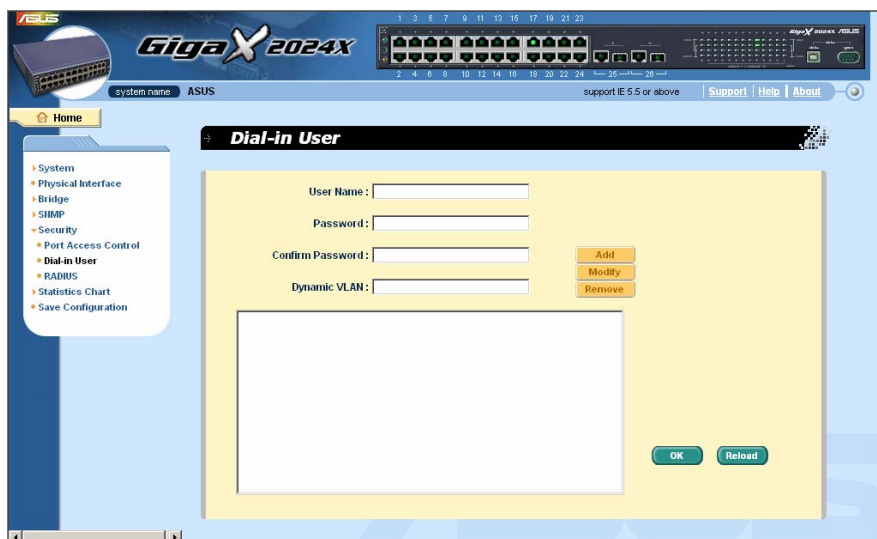 ASUS
GigaX 2024X
1 3 5 7 9 11 13 15 17 19 21 23
2 4 6 8 10 12 14 16 18 20 22 24 25 26
GigaX 2024X ASUS
system name ASUS
support IE 5.5 or above
Support | Help | About
Home
Dial-in User
System
Physical Interface
Bridge
SNMP
Security
Port Access Control
Dial-in User
RADIUS
Statistics Chart
Save Configuration
User Name :
Password :
Confirm Password :
Dynamic VLAN :
Add
Modify
Remove
OK
Reload